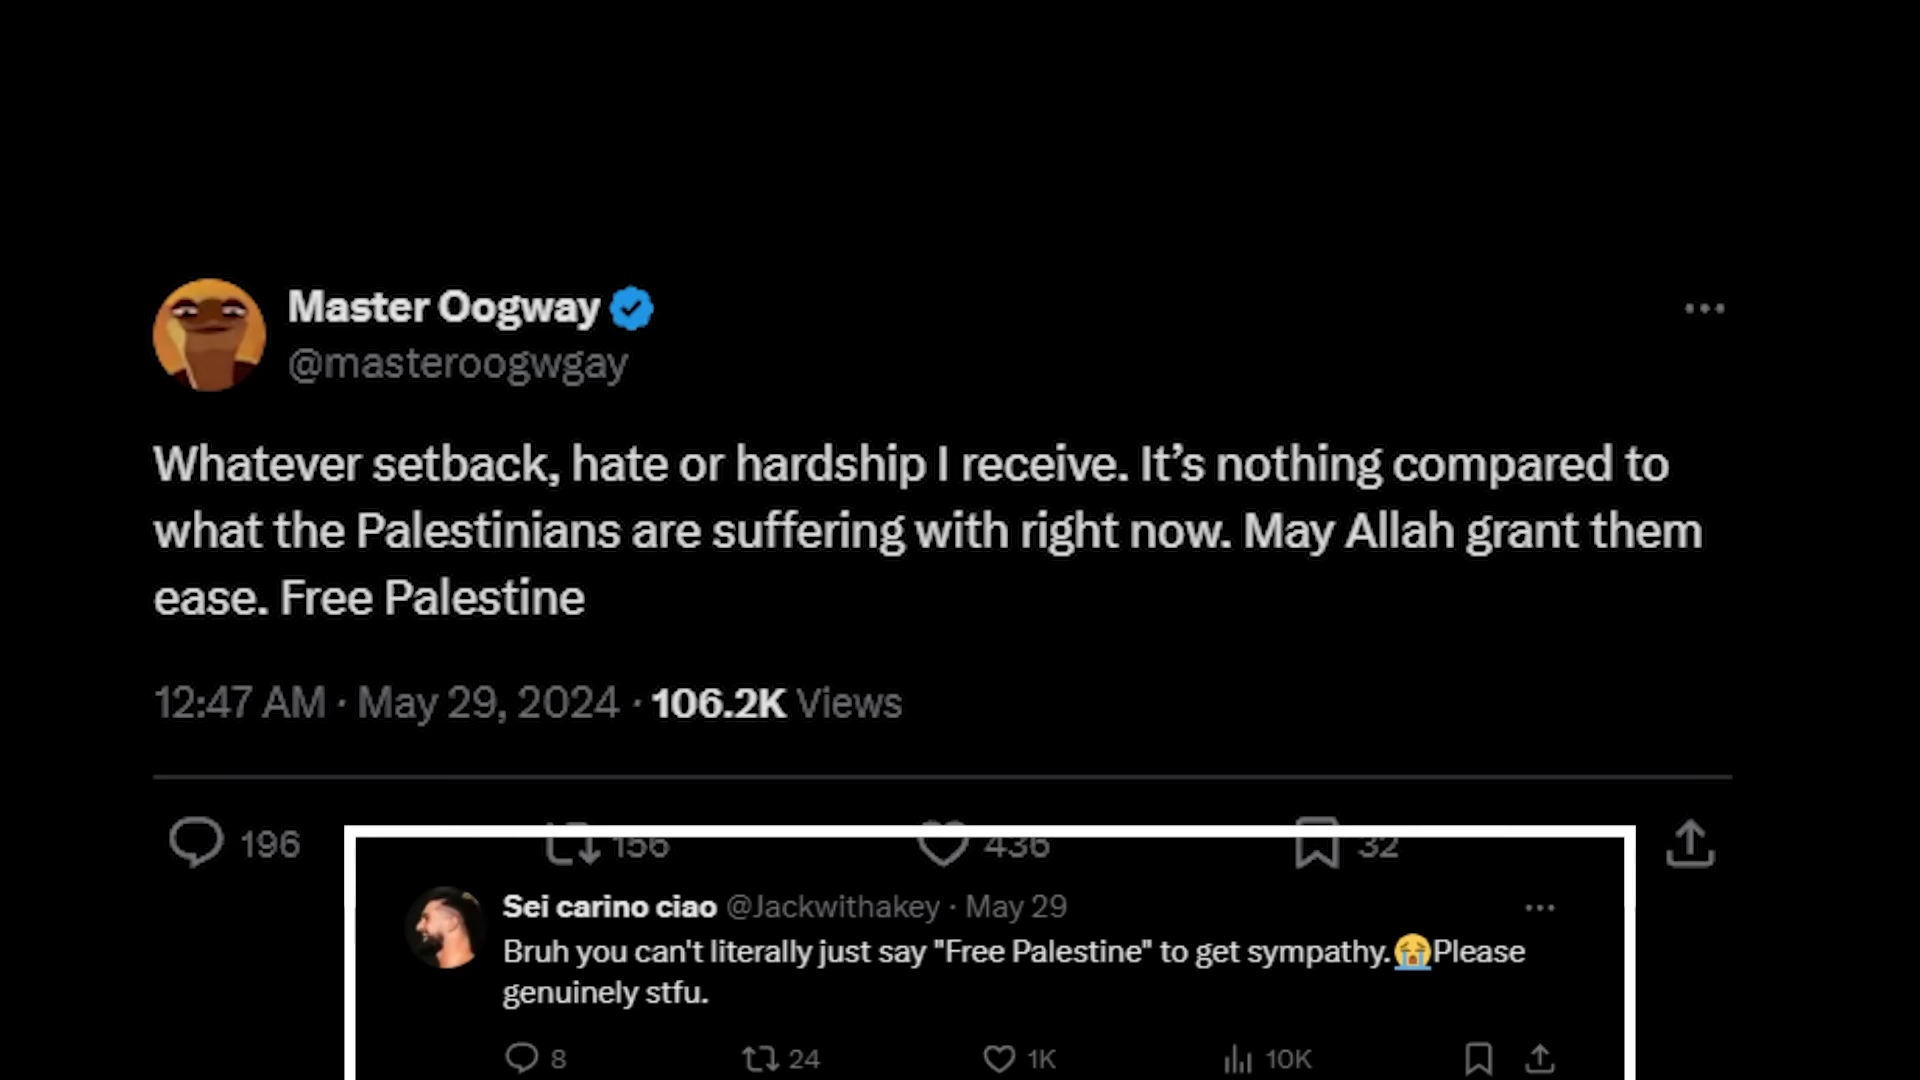 Master Oogway
@masteroogwgay
Whatever setback, hate or hardship I receive. It’s nothing compared to
what the Palestinians are suffering with right now. May Allah grant them
ease. Free Palestine
12:47 AM · May 29, 2024 · 106.2K Views
196 156 436 32
Sei carino ciao @Jackwithakey · May 29
Bruh you can't literally just say "Free Palestine" to get sympathy.😭Please
genuinely stfu.
8 24 1K 10K